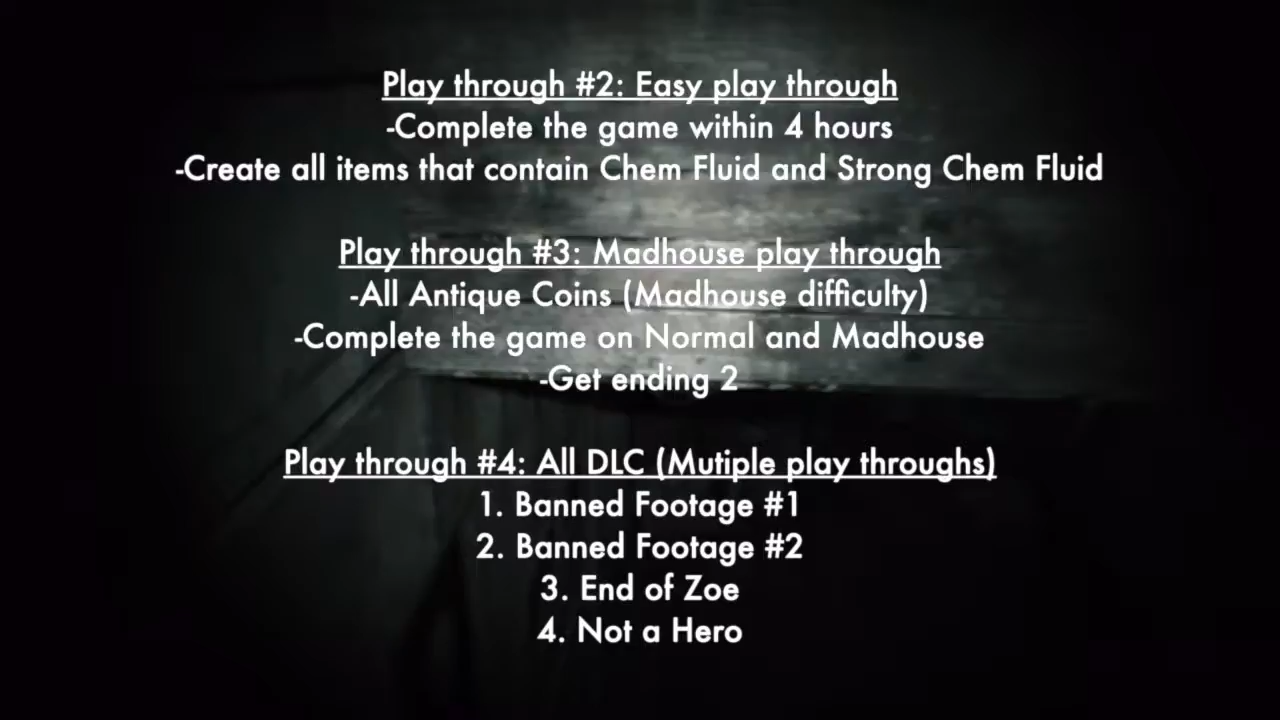 Play through #2: Easy play through
-Complete the game within 4 hours
-Create all items that contain Chem Fluid and Strong Chem Fluid
Play through #3: Madhouse play through
-All Antique Coins (Madhouse difficulty)
-Complete the game on Normal and Madhouse
-Get ending 2
Play through #4: All DLC (Mutiple play throughs)
1. Banned Footage #1
2. Banned Footage #2
3. End of Zoe
4. Not a Hero